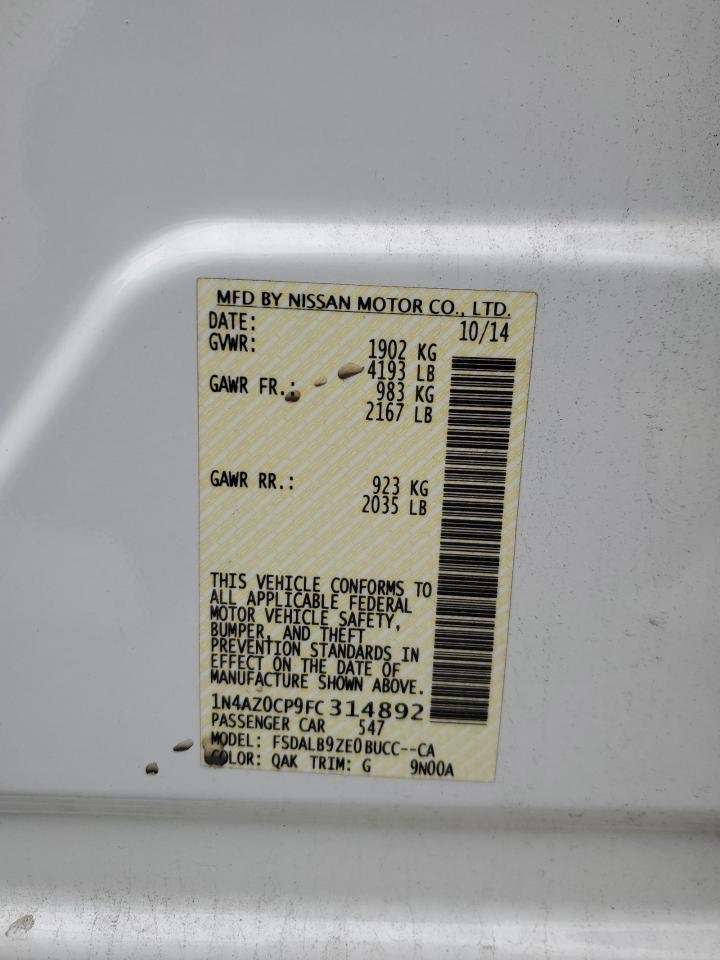 MFD BY NISSAN MOTOR CO., LTD.
DATE: 10/14
GVWR: 1902 KG
4193 LB
GAWR FR.: 983 KG
2167 LB
GAWR RR.: 923 KG
2035 LB
THIS VEHICLE CONFORMS TO
ALL APPLICABLE FEDERAL
MOTOR VEHICLE SAFETY,
BUMPER, AND THEFT
PREVENTION STANDARDS IN
EFFECT ON THE DATE OF
MANUFACTURE SHOWN ABOVE.
1N4AZ0CP9FC314892
PASSENGER CAR 547
MODEL: FSDALB9ZE0BUCC--CA
COLOR: QAK TRIM: G 9N00A